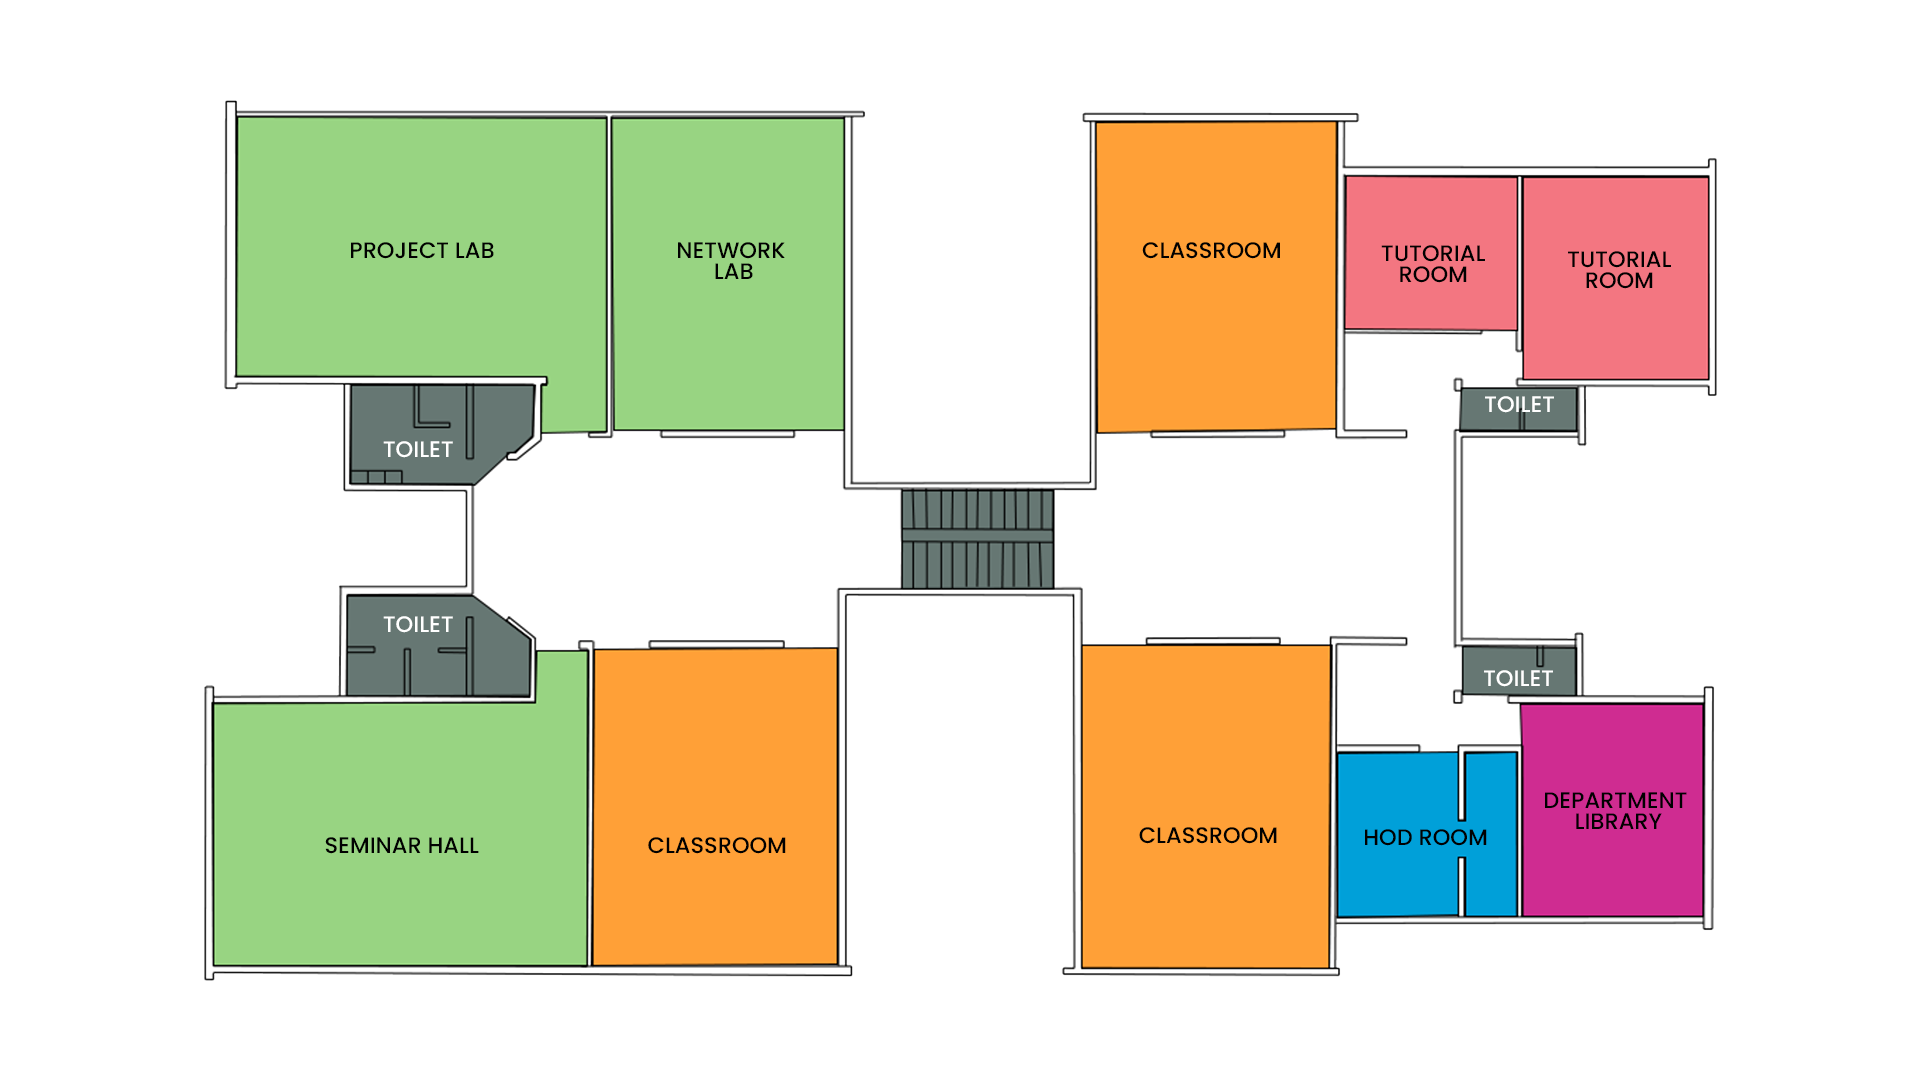 PROJECT LAB
NETWORK
LAB
CLASSROOM
TUTORIAL
ROOM
TUTORIAL
ROOM
TOILET
TOILET
TOILET
TOILET
SEMINAR HALL
CLASSROOM
CLASSROOM
HOD ROOM
DEPARTMENT
LIBRARY